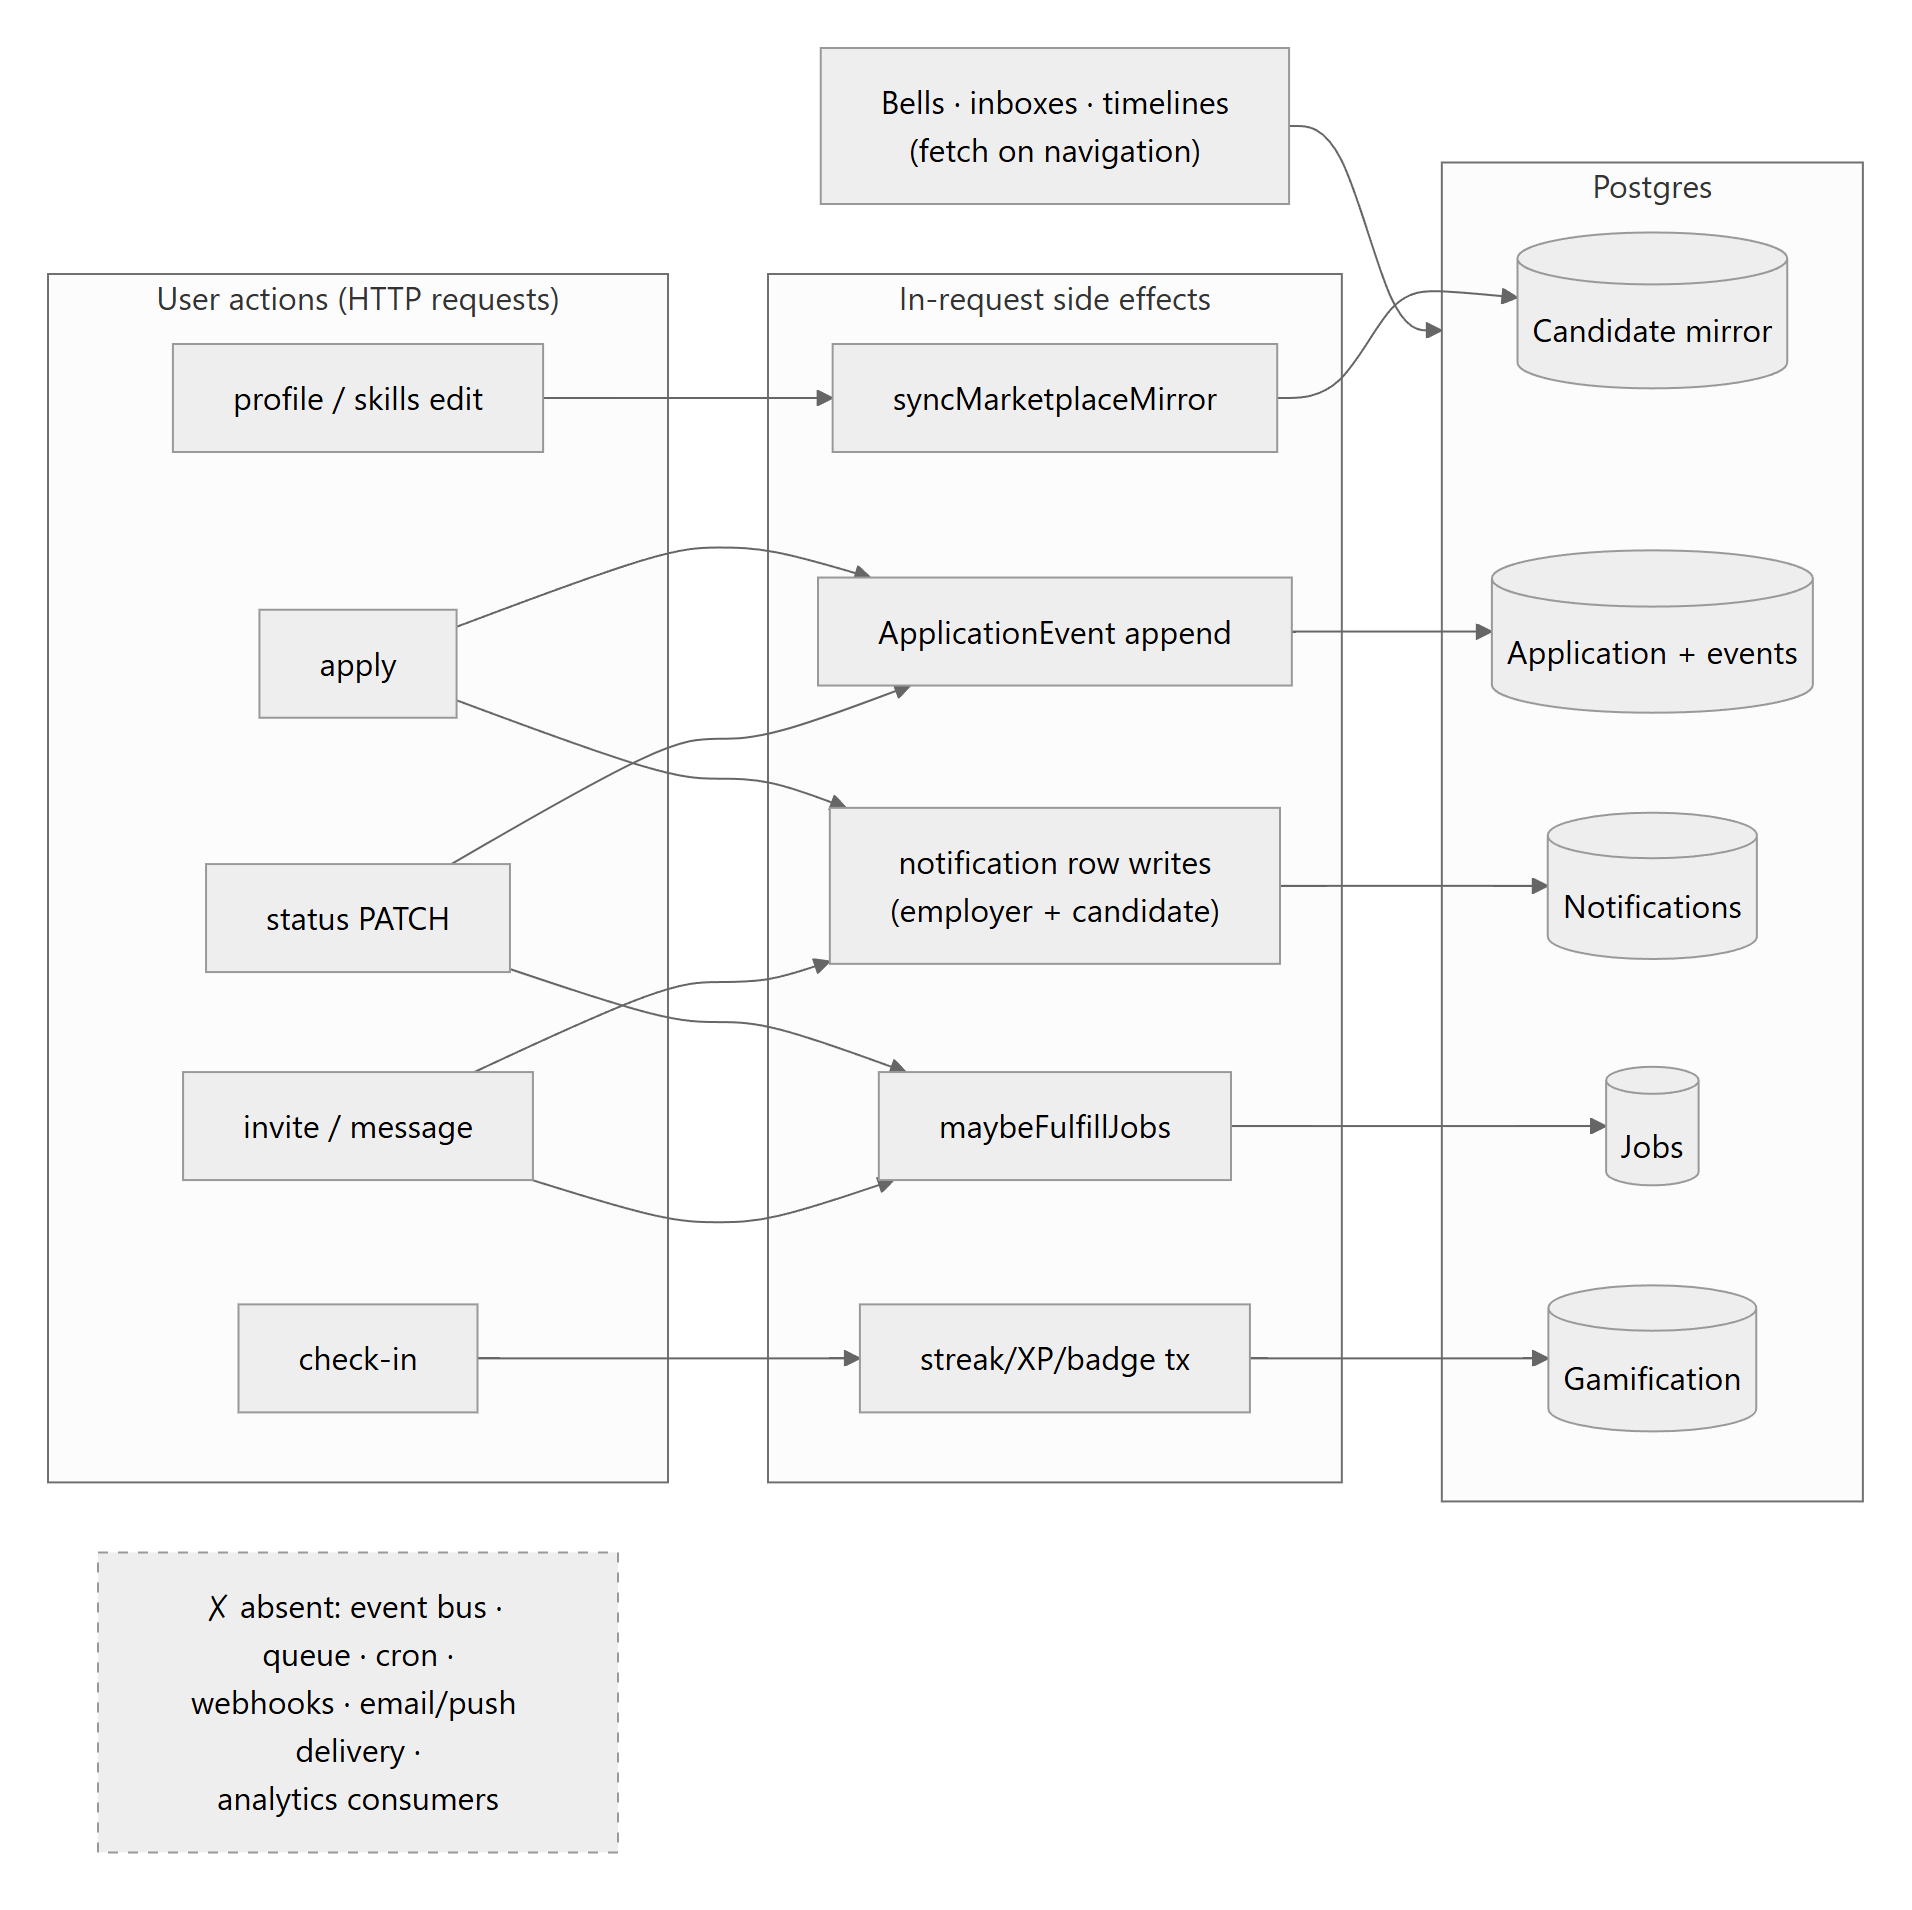 Bells · inboxes · timelines
(fetch on navigation)
Postgres
Candidate mirror
Application + events
Notifications
Jobs
Gamification
User actions (HTTP requests)
profile / skills edit
apply
status PATCH
invite / message
check-in
In-request side effects
syncMarketplaceMirror
ApplicationEvent append
notification row writes
(employer + candidate)
maybeFulfillJobs
streak/XP/badge tx
✗ absent: event bus ·
queue · cron ·
webhooks · email/push
delivery ·
analytics consumers